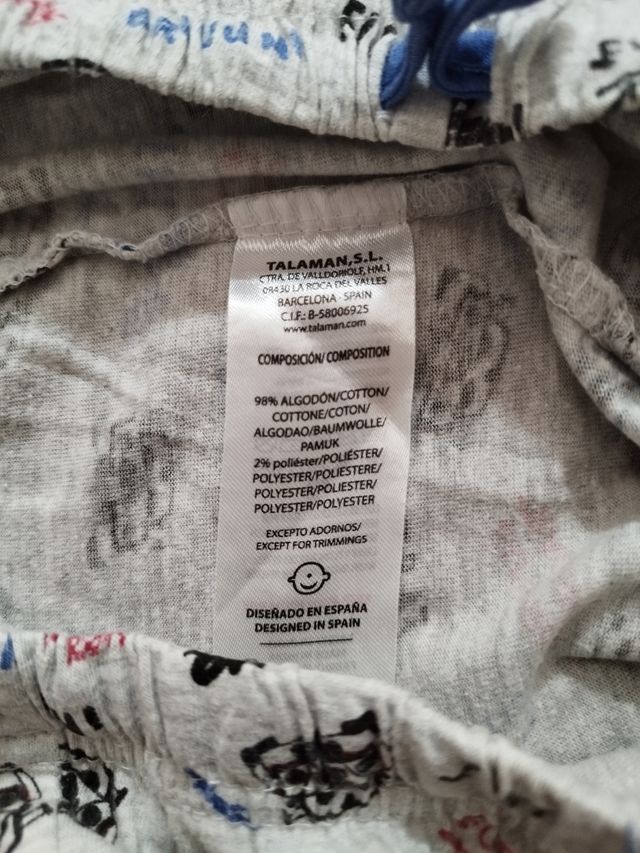 TALAMAN,S.L.
CTRA. DE VALLDORIOLF, HM.1
08430 LA ROCA DEL VALLES
BARCELONA - SPAIN
C.I.F.: B-58006925
www.talaman.com
COMPOSICIÓN/ COMPOSITION
98% ALGODÓN/COTTON/
COTTONE/COTON/
ALGODAO/BAUMWOLLE/
PAMUK
2% poliéster/POLIÉSTER/
POLYESTER/POLIESTERE/
POLYESTER/POLYESTER/
POLYESTER/POLYESTER
EXCEPTO ADORNOS/
EXCEPT FOR TRIMMINGS
DISEÑADO EN ESPAÑA
DESIGNED IN SPAIN